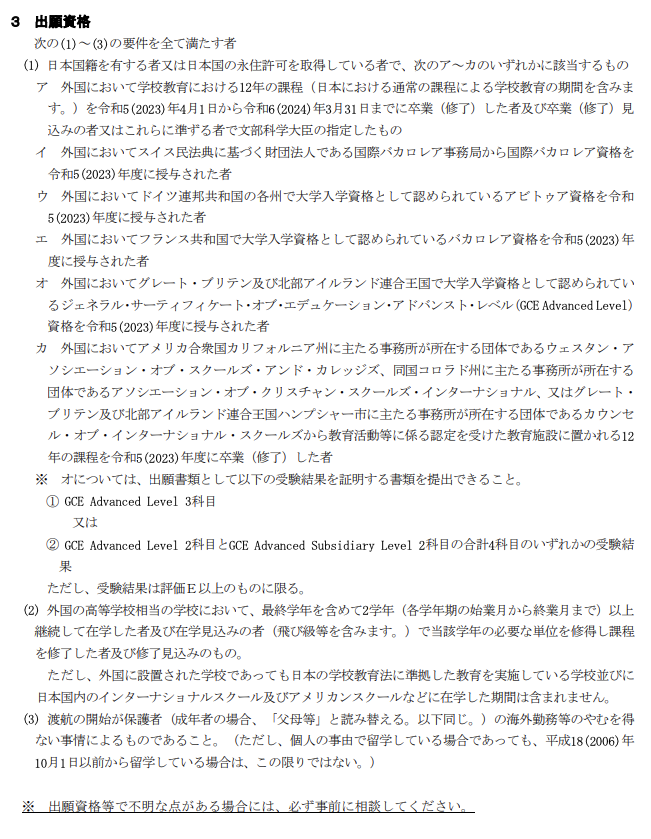 3 出願資格
次の(1)～(3)の要件を全て満たす者
(1) 日本国籍を有する者又は日本国の永住許可を取得している者で、次のア～カのいずれかに該当するもの
ア 外国において学校教育における12年の課程（日本における通常の課程による学校教育の期間を含みま
す。）を令和5(2023)年4月1日から令和6(2024)年3月31日までに卒業（修了）した者及び卒業（修了）見
込みの者又はこれらに準ずる者で文部科学大臣の指定したもの
イ 外国においてスイス民法典に基づく財団法人である国際バカロレア事務局から国際バカロレア資格を
令和5(2023)年度に授与された者
ウ 外国においてドイツ連邦共和国の各州で大学入学資格として認められているアビトゥア資格を令和
5(2023)年度に授与された者
エ 外国においてフランス共和国で大学入学資格として認められているバカロレア資格を令和5(2023)年
度に授与された者
オ 外国においてグレート・ブリテン及び北部アイルランド連合王国で大学入学資格として認められてい
るジェネラル・サーティフィケート・オブ・エデュケーション・アドバンスト・レベル(GCE Advanced Level)
資格を令和5(2023)年度に授与された者
カ 外国においてアメリカ合衆国カリフォルニア州に主たる事務所が所在する団体であるウェスタン・ア
ソシエーション・オブ・スクールズ・アンド・カレッジズ、同国コロラド州に主たる事務所が所在する
団体であるアソシエーション・オブ・クリスチャン・スクールズ・インターナショナル、又はグレート・
ブリテン及び北部アイルランド連合王国ハンプシャー市に主たる事務所が所在する団体であるカウンセ
ル・オブ・インターナショナル・スクールズから教育活動等に係る認定を受けた教育施設に置かれる12
年の課程を令和5(2023)年度に卒業（修了）した者
※ オについては、出願書類として以下の受験結果を証明する書類を提出できること。
① GCE Advanced Level 3科目
又は
② GCE Advanced Level 2科目とGCE Advanced Subsidiary Level 2科目の合計4科目のいずれかの受験結
果
ただし、受験結果は評価E以上のものに限る。
(2) 外国の高等学校相当の学校において、最終学年を含めて2学年（各学年期の始業月から終業月まで）以上
継続して在学した者及び在学見込みの者（飛び級等を含みます。）で当該学年の必要な単位を修得し課程
を修了した者及び修了見込みのもの。
ただし、外国に設置された学校であっても日本の学校教育法に準拠した教育を実施している学校並びに
日本国内のインターナショナルスクール及びアメリカンスクールなどに在学した期間は含まれません。
(3) 渡航の開始が保護者（成年者の場合、「父母等」と読み替える。以下同じ。）の海外勤務等のやむを得
ない事情によるものであること。（ただし、個人の事由で留学している場合であっても、平成18(2006)年
10月1日以前から留学している場合は、この限りではない。）
※ 出願資格等で不明な点がある場合には、必ず事前に相談してください。